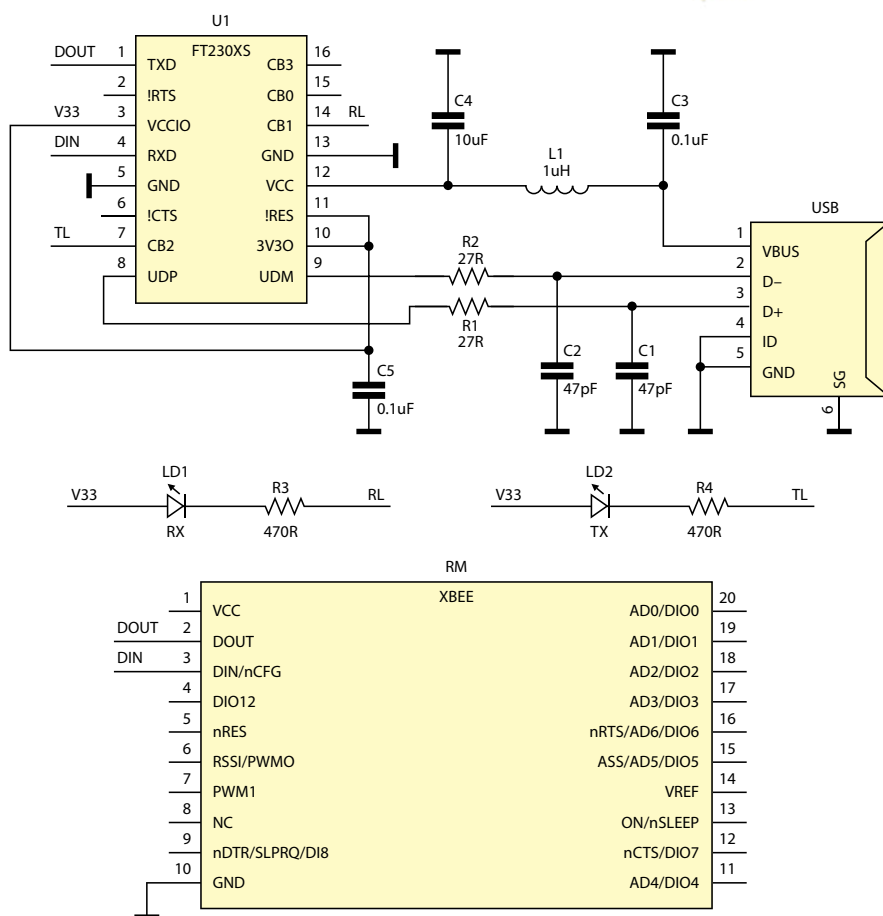 U1
FT230XS
DOUT 1 TXD
2 !RTS
V33 3 VCCIO
DIN 4 RXD
5 GND
6 !CTS
TL 7 CB2
8 UDP
CB3 16
CB0 15
CB1 14 RL
GND 13
VCC 12
!RES 11
3V3O 10
UDM 9
C4
10uF
C3
0.1uF
L1
1uH
R2
27R
R1
27R
C2
47pF
C1
47pF
C5
0.1uF
USB
1 VBUS
2 D–
3 D+
4 ID
5 GND
SG
6
V33 LD1 R3 RL
RX 470R
V33 LD2 R4 TL
TX 470R
RM
XBEE
1 VCC
DOUT 2 DOUT
DIN 3 DIN/nCFG
4 DIO12
5 nRES
6 RSSI/PWMO
7 PWM1
8 NC
9 nDTR/SLPRQ/DI8
10 GND
AD0/DIO0 20
AD1/DIO1 19
AD2/DIO2 18
AD3/DIO3 17
nRTS/AD6/DIO6 16
ASS/AD5/DIO5 15
VREF 14
ON/nSLEEP 13
nCTS/DIO7 12
AD4/DIO4 11